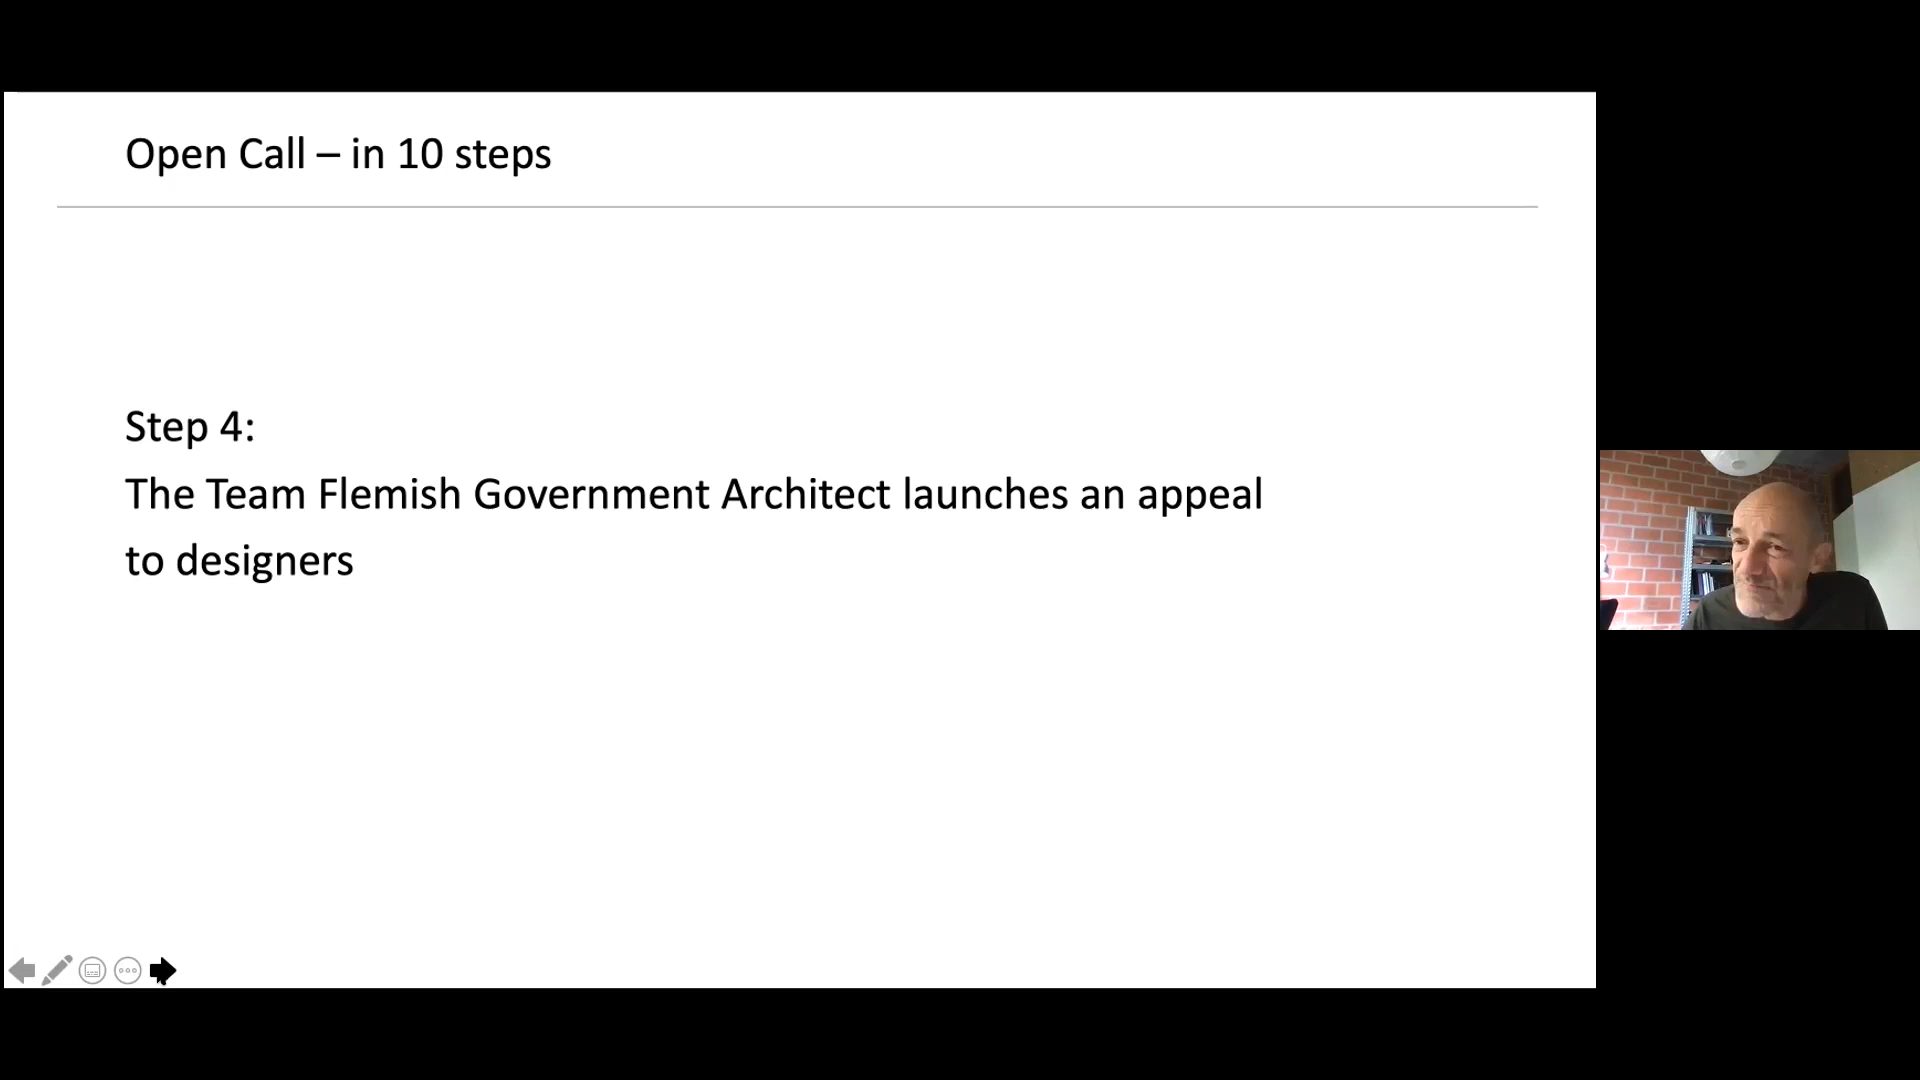 Open Call – in 10 steps
Step 4:
The Team Flemish Government Architect launches an appeal
to designers